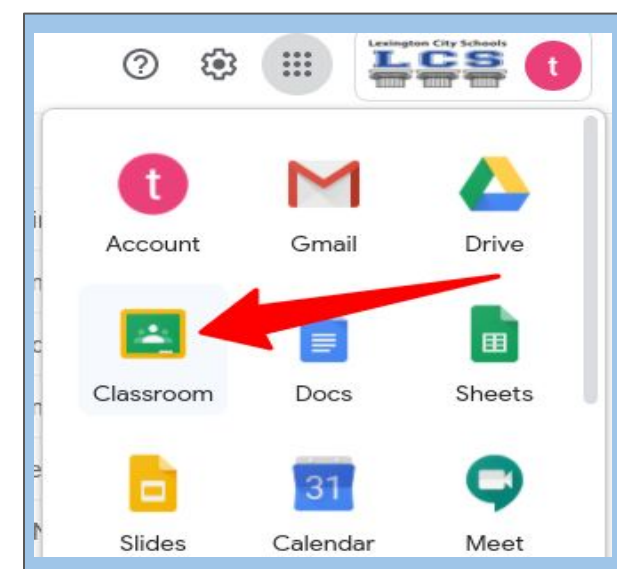 ?
Lexington City Schools
LCS
t
t
Account Gmail Drive
Classroom Docs Sheets
31
Slides Calendar Meet